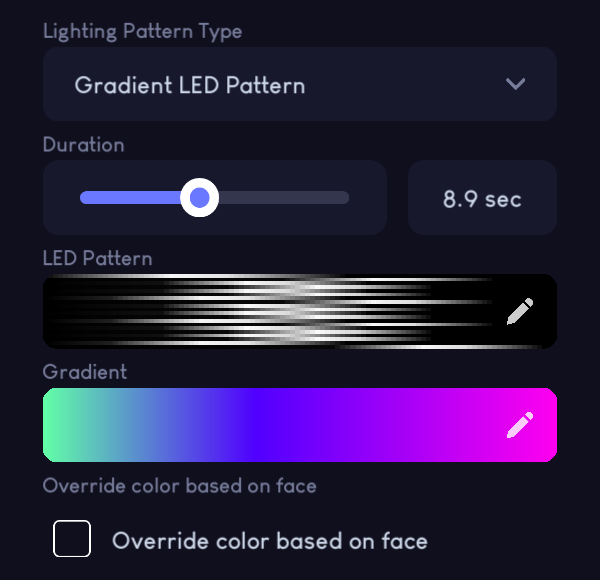 Lighting Pattern Type
Gradient LED Pattern
Duration
8.9 sec
LED Pattern
Gradient
Override color based on face
Override color based on face